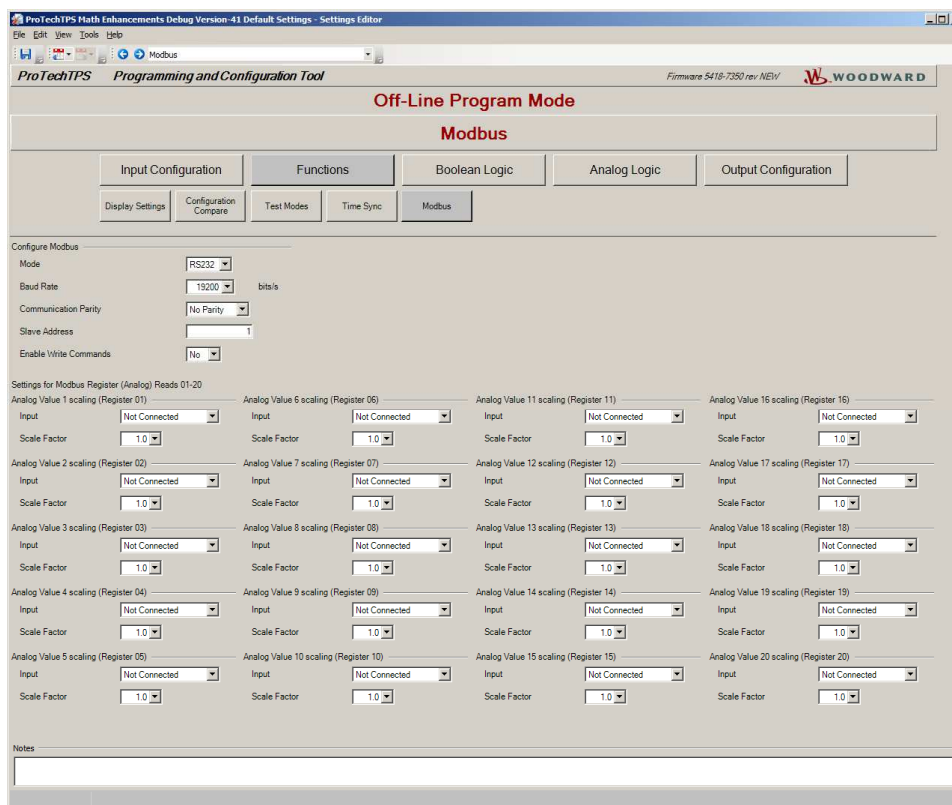 ProTechTPS Math Enhancements Debug Version-41 Default Settings - Settings Editor
File Edit View Tools Help
Modbus
ProTechTPS Programming and Configuration Tool Firmware 5418-7350 rev NEW WOODWARD
Off-Line Program Mode
Modbus
Input Configuration Functions Boolean Logic Analog Logic Output Configuration
Display Settings Configuration Compare Test Modes Time Sync Modbus
Configure Modbus
Mode RS232
Baud Rate 19200 bits/s
Communication Parity No Parity
Slave Address 1
Enable Write Commands No
Settings for Modbus Register (Analog) Reads 01-20
Analog Value 1 scaling (Register 01) Analog Value 6 scaling (Register 06) Analog Value 11 scaling (Register 11) Analog Value 16 scaling (Register 16)
Input Not Connected Input Not Connected Input Not Connected Input Not Connected
Scale Factor 1.0 Scale Factor 1.0 Scale Factor 1.0 Scale Factor 1.0
Analog Value 2 scaling (Register 02) Analog Value 7 scaling (Register 07) Analog Value 12 scaling (Register 12) Analog Value 17 scaling (Register 17)
Input Not Connected Input Not Connected Input Not Connected Input Not Connected
Scale Factor 1.0 Scale Factor 1.0 Scale Factor 1.0 Scale Factor 1.0
Analog Value 3 scaling (Register 03) Analog Value 8 scaling (Register 08) Analog Value 13 scaling (Register 13) Analog Value 18 scaling (Register 18)
Input Not Connected Input Not Connected Input Not Connected Input Not Connected
Scale Factor 1.0 Scale Factor 1.0 Scale Factor 1.0 Scale Factor 1.0
Analog Value 4 scaling (Register 04) Analog Value 9 scaling (Register 09) Analog Value 14 scaling (Register 14) Analog Value 19 scaling (Register 19)
Input Not Connected Input Not Connected Input Not Connected Input Not Connected
Scale Factor 1.0 Scale Factor 1.0 Scale Factor 1.0 Scale Factor 1.0
Analog Value 5 scaling (Register 05) Analog Value 10 scaling (Register 10) Analog Value 15 scaling (Register 15) Analog Value 20 scaling (Register 20)
Input Not Connected Input Not Connected Input Not Connected Input Not Connected
Scale Factor 1.0 Scale Factor 1.0 Scale Factor 1.0 Scale Factor 1.0
Notes